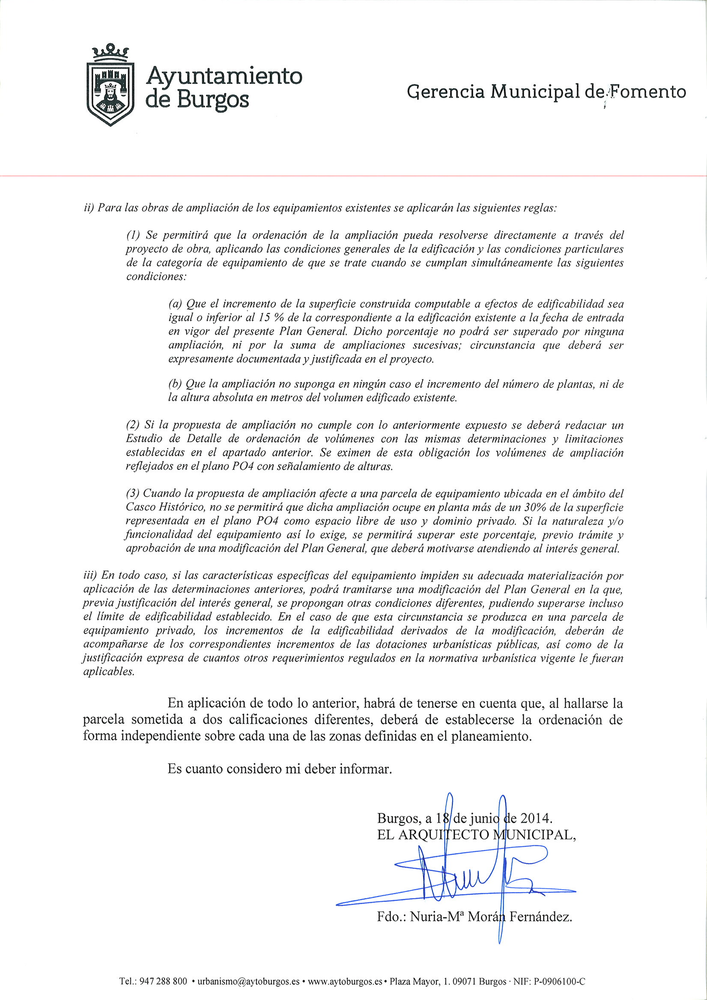 Ayuntamiento
de Burgos
Gerencia Municipal de Fomento
ii) Para las obras de ampliación de los equipamientos existentes se aplicarán las siguientes reglas:
(1) Se permitirá que la ordenación de la ampliación pueda resolverse directamente a través del
proyecto de obra, aplicando las condiciones generales de la edificación y las condiciones particulares
de la categoría de equipamiento de que se trate cuando se cumplan simultáneamente las siguientes
condiciones:
(a) Que el incremento de la superficie construida computable a efectos de edificabilidad sea
igual o inferior al 15 % de la correspondiente a la edificación existente a la fecha de entrada
en vigor del presente Plan General. Dicho porcentaje no podrá ser superado por ninguna
ampliación, ni por la suma de ampliaciones sucesivas; circunstancia que deberá ser
expresamente documentada y justificada en el proyecto.
(b) Que la ampliación no suponga en ningún caso el incremento del número de plantas, ni de
la altura absoluta en metros del volumen edificado existente.
(2) Si la propuesta de ampliación no cumple con lo anteriormente expuesto se deberá redactar un
Estudio de Detalle de ordenación de volúmenes con las mismas determinaciones y limitaciones
establecidas en el apartado anterior. Se eximen de esta obligación los volúmenes de ampliación
reflejados en el plano PO4 con señalamiento de alturas.
(3) Cuando la propuesta de ampliación afecte a una parcela de equipamiento ubicada en el ámbito del
Casco Histórico, no se permitirá que dicha ampliación ocupe en planta más de un 30% de la superficie
representada en el plano PO4 como espacio libre de uso y dominio privado. Si la naturaleza y/o
funcionalidad del equipamiento así lo exige, se permitirá superar este porcentaje, previo trámite y
aprobación de una modificación del Plan General, que deberá motivarse atendiendo al interés general.
iii) En todo caso, si las características específicas del equipamiento impiden su adecuada materialización por
aplicación de las determinaciones anteriores, podrá tramitarse una modificación del Plan General en la que,
previa justificación del interés general, se propongan otras condiciones diferentes, pudiendo superarse incluso
el límite de edificabilidad establecido. En el caso de que esta circunstancia se produzca en una parcela de
equipamiento privado, los incrementos de la edificabilidad derivados de la modificación, deberán de
acompañarse de los correspondientes incrementos de las dotaciones urbanísticas públicas, así como de la
justificación expresa de cuantos otros requerimientos regulados en la normativa urbanística vigente le fueran
aplicables.
En aplicación de todo lo anterior, habrá de tenerse en cuenta que, al hallarse la
parcela sometida a dos calificaciones diferentes, deberá de establecerse la ordenación de
forma independiente sobre cada una de las zonas definidas en el planeamiento.
Es cuanto considero mi deber informar.
Burgos, a 18 de junio de 2014.
EL ARQUITECTO MUNICIPAL,
Fdo.: Nuria-Mª Morán Fernández.
Tel.: 947 288 800 • urbanismo@aytoburgos.es • www.aytoburgos.es • Plaza Mayor, 1. 09071 Burgos · NIF: P-0906100-C